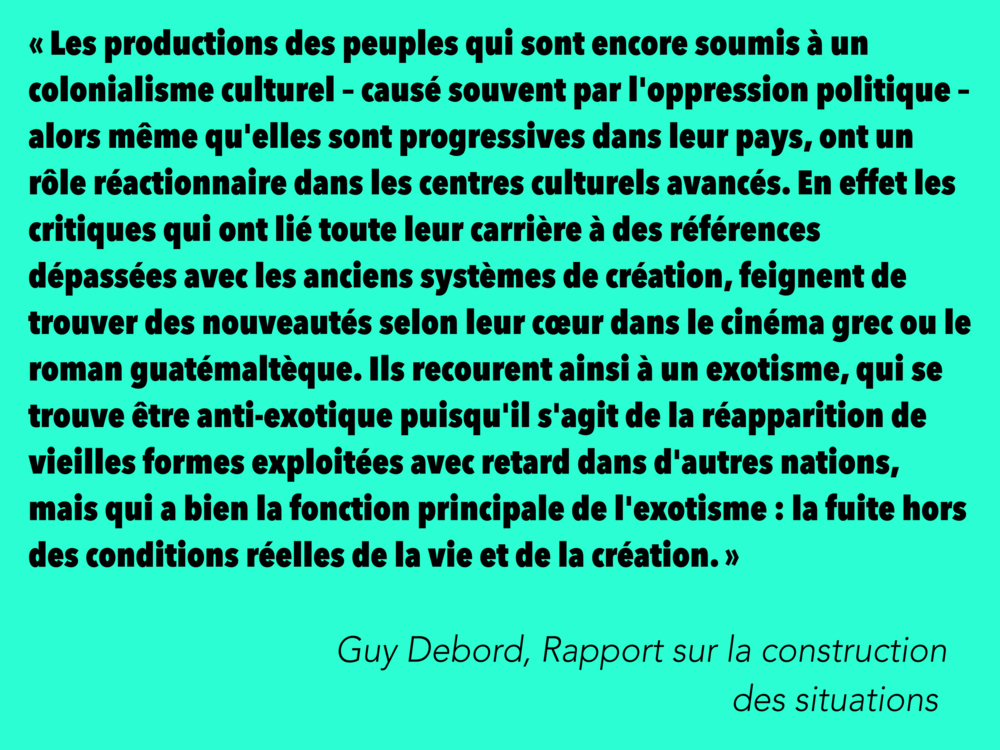 « Les productions des peuples qui sont encore soumis à un
colonialisme culturel – causé souvent par l'oppression politique –
alors même qu'elles sont progressives dans leur pays, ont un
rôle réactionnaire dans les centres culturels avancés. En effet les
critiques qui ont lié toute leur carrière à des références
dépassées avec les anciens systèmes de création, feignent de
trouver des nouveautés selon leur cœur dans le cinéma grec ou le
roman guatémaltèque. Ils recourent ainsi à un exotisme, qui se
trouve être anti-exotique puisqu'il s'agit de la réapparition de
vieilles formes exploitées avec retard dans d'autres nations,
mais qui a bien la fonction principale de l'exotisme : la fuite hors
des conditions réelles de la vie et de la création. »
Guy Debord, Rapport sur la construction
des situations